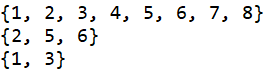 {1, 2, 3, 4, 5, 6, 7, 8}
{2, 5, 6}
{1, 3}